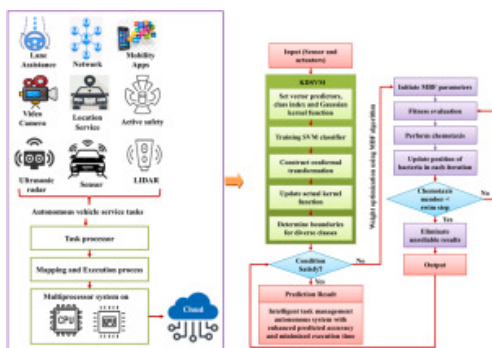 Lane
Assistance
Network
Mobility
Apps
Video
Camera
Location
Service
Active safety
Ultrasonic
radar
Sensor
LIDAR
Autonomous vehicle service tasks
Task processor
Mapping and Execution process
Multiprocessor system on
CPU
Cloud
Input (Sensor and
actuators)
KDSVM
Set vector predictors,
class index and Gaussian
kernel function
Training SVM classifier
Construct conformal
transformation
Update actual kernel
function
Determine boundaries
for diverse classes
Condition
Satisfy?
No
Yes
Prediction Result
Intelligent task management
autonomous system with
enhanced predicted accuracy
and minimized execution time
Weight optimization using MBF algorithm
Initiate MBF parameters
Fitness evaluation
Perform chemotaxis
Update position of
bacteria in each iteration
Chemotaxis
number <
swim step
No
Yes
Eliminate
unsuitable results
Output